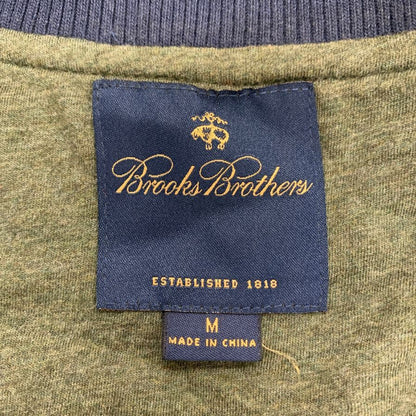 Brooks Brothers
ESTABLISHED 1818
M
MADE IN CHINA